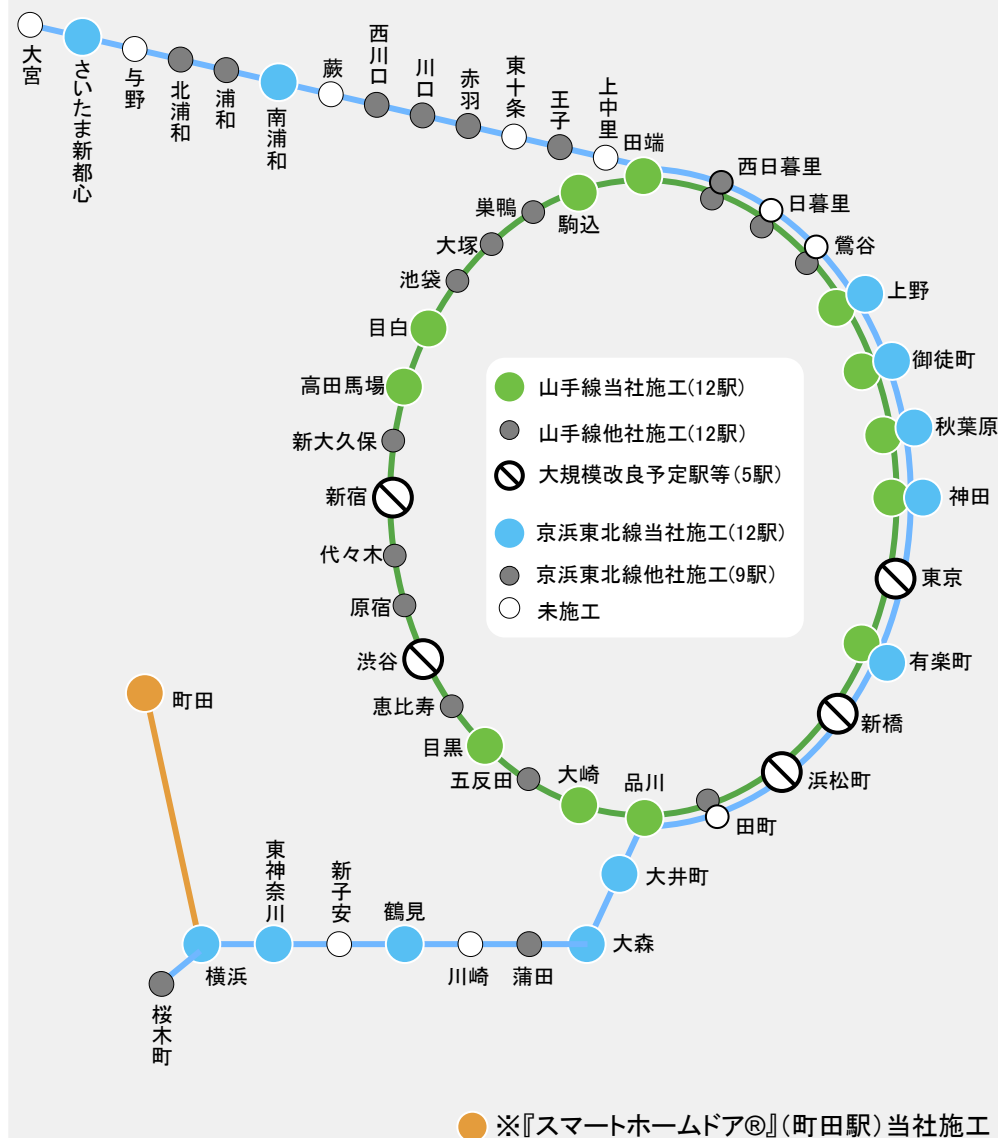 大宮
さいたま新都心
与野
北浦和
浦和
南浦和
蕨
西川口
川口
赤羽
東十条
王子
上中里
田端
西日暮里
日暮里
鶯谷
上野
御徒町
秋葉原
神田
東京
有楽町
新橋
浜松町
田町
品川
大崎
五反田
目黒
恵比寿
渋谷
原宿
代々木
新宿
新大久保
高田馬場
目白
池袋
大塚
巣鴨
駒込
山手線当社施工(12駅)
山手線他社施工(12駅)
大規模改良予定駅等(5駅)
京浜東北線当社施工(12駅)
京浜東北線他社施工(9駅)
未施工
大井町
大森
蒲田
川崎
鶴見
新子安
東神奈川
横浜
桜木町
町田
※『スマートホームドア®』(町田駅)当社施工